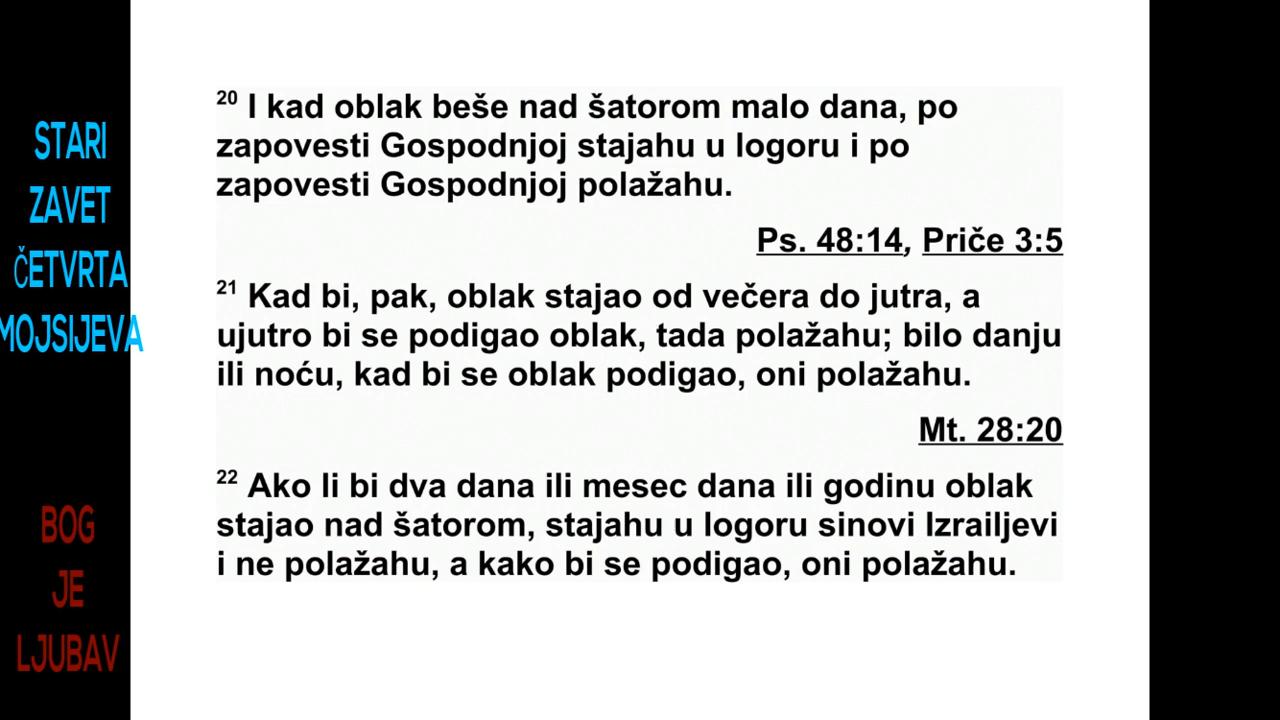 STARI
ZAVET
ČETVRTA
MOJSIJEVA
BOG
JE
LJUBAV
20 I kad oblak beše nad šatorom malo dana, po
zapovesti Gospodnjoj stajahu u logoru i po
zapovesti Gospodnjoj polažahu.
Ps. 48:14, Priče 3:5
21 Kad bi, pak, oblak stajao od večera do jutra, a
ujutro bi se podigao oblak, tada polažahu; bilo danju
ili noću, kad bi se oblak podigao, oni polažahu.
Mt. 28:20
22 Ako li bi dva dana ili mesec dana ili godinu oblak
stajao nad šatorom, stajahu u logoru sinovi Izrailjevi
i ne polažahu, a kako bi se podigao, oni polažahu.